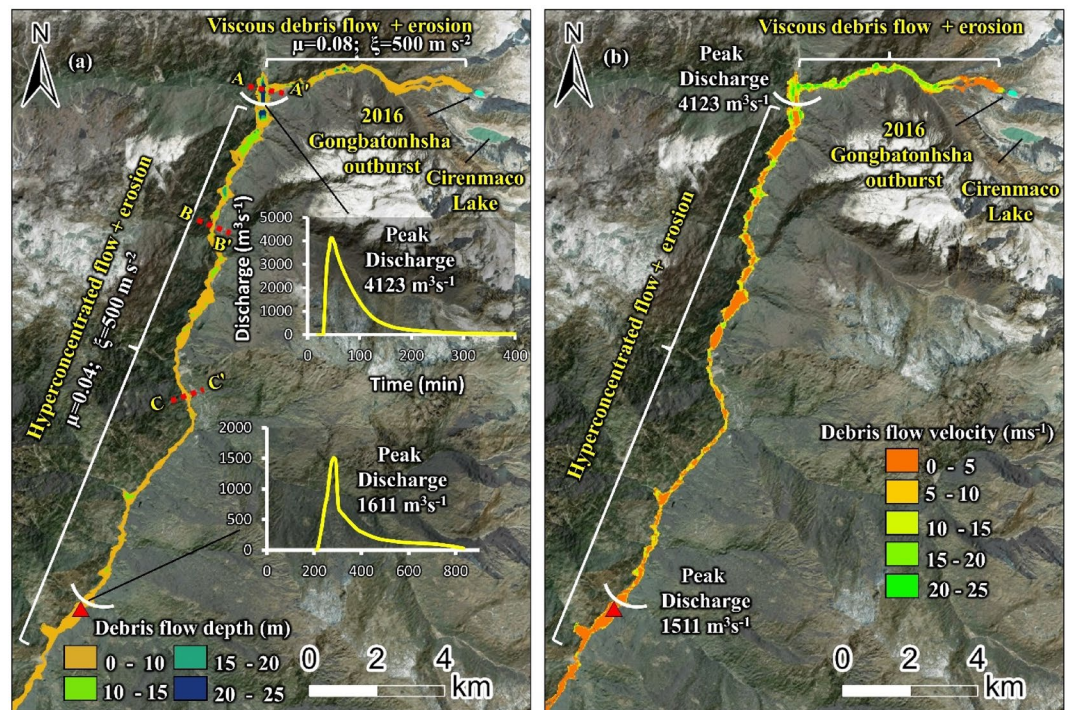 N
(a)
Viscous debris flow + erosion
μ=0.08; ξ=500 m s-2
A
A'
2016
Gongbatonhsha
outburst
Cirenmaco
Lake
Hyperconcentrated flow + erosion
μ=0.04; ξ=500 m s-2
B
B'
C
C'
Discharge (m3s-1)
5000
4000
3000
2000
1000
0
Peak
Discharge
4123 m3s-1
0 100 200 300 400
Time (min)
2000
1500
1000
500
0
Peak
Discharge
1611 m3s-1
0 200 400 600 800
Debris flow depth (m)
0 - 10
15 - 20
10 - 15
20 - 25
0 2 4
km
N
(b)
Viscous debris flow + erosion
Peak
Discharge
4123 m3s-1
2016
Gongbatonhsha
outburst
Cirenmaco
Lake
Hyperconcentrated flow + erosion
Debris flow velocity (ms-1)
0 - 5
5 - 10
10 - 15
15 - 20
20 - 25
Peak
Discharge
1511 m3s-1
0 2 4
km